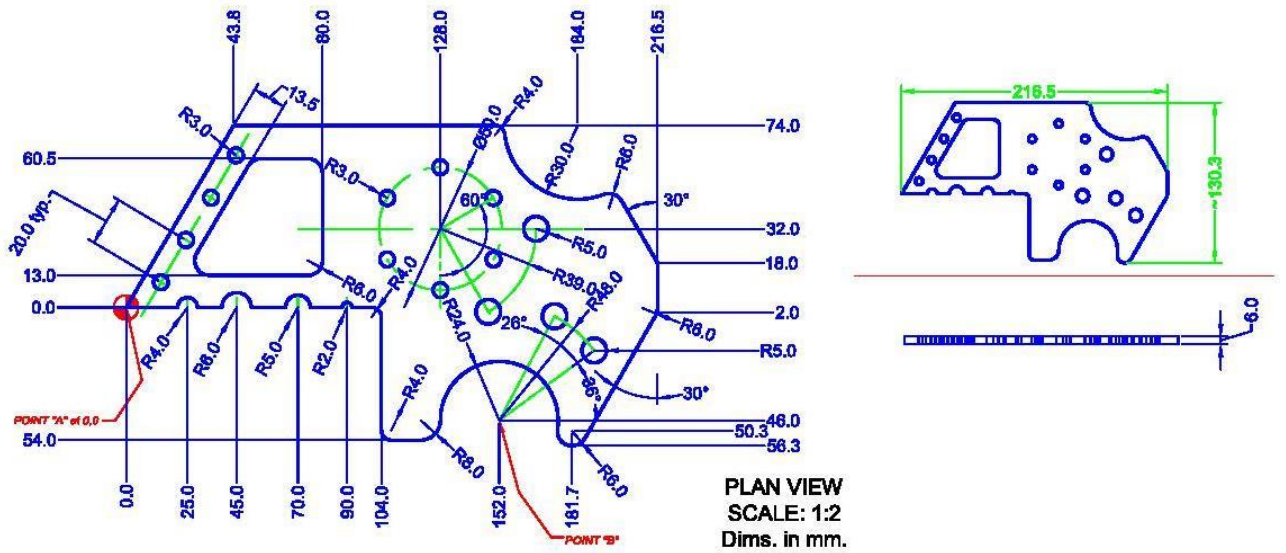 43.8
80.0
128.0
184.0
216.5
13.5
R3.0
Ø50.0
R4.0
74.0
60.5
R3.0
R30.0
R6.0
60°
30°
20.0 typ.
R5.0
32.0
13.0
R6.0
R4.0
R39.0
R48.0
18.0
0.0
2.0
R4.0
R6.0
R5.0
R2.0
R24.0
26°
R6.0
R5.0
36°
30°
R4.0
POINT "A" at 0,0
46.0
50.3
54.0
56.3
R8.0
R6.0
0.0
25.0
45.0
70.0
90.0
104.0
152.0
181.7
POINT "B"
PLAN VIEW
SCALE: 1:2
Dims. in mm.
216.5
~130.3
6.0